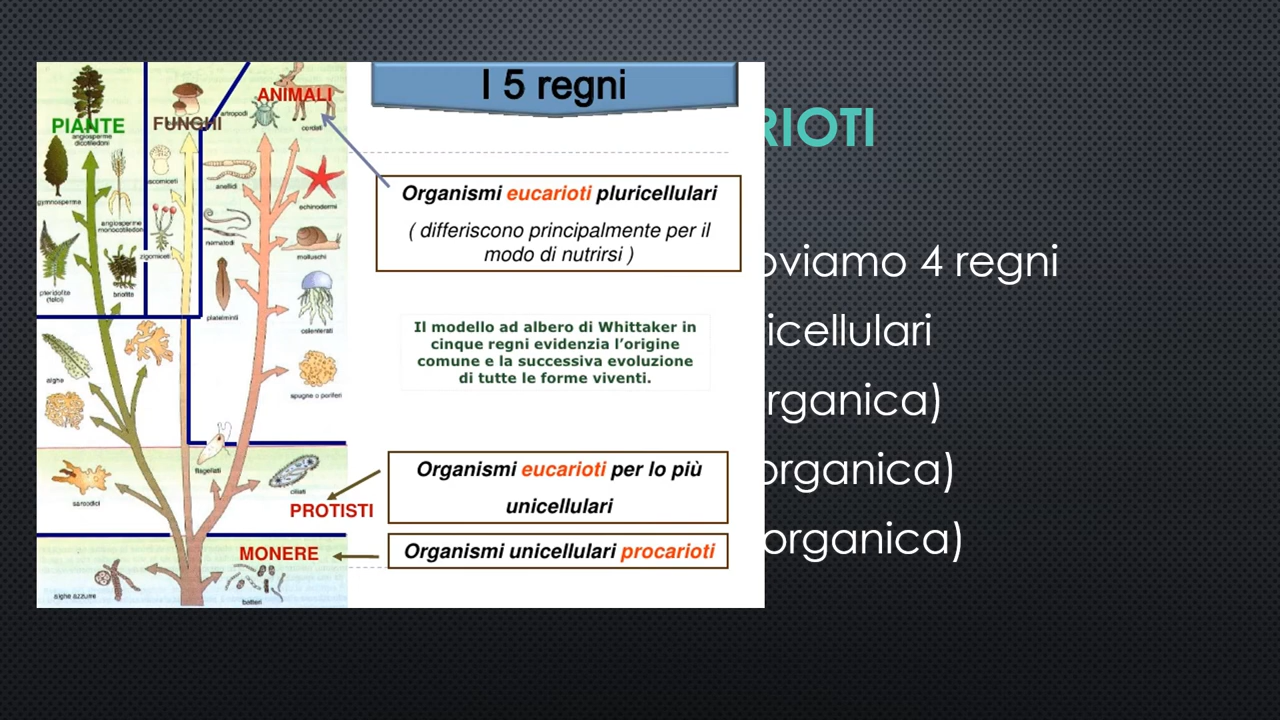 I 5 regni
RIOTI
ANIMALI
PIANTE
FUNGHI
artropodi
cordati
angiosperme
dicotiledoni
ascomiceti
anellidi
gymnosperme
echinodermi
angiosperme
monocotiledoni
nematodi
zigomiceti
molluschi
pteridofite
(felci)
briofite
platelminti
celenterati
alghe
spugne o poriferi
flagellati
ciliati
sarcodici
PROTISTI
MONERE
alghe azzurre
batteri
Organismi eucarioti pluricellulari
( differiscono principalmente per il
modo di nutrirsi )
Il modello ad albero di Whittaker in
cinque regni evidenzia l’origine
comune e la successiva evoluzione
di tutte le forme viventi.
Organismi eucarioti per lo più
unicellulari
Organismi unicellulari procarioti
oviamo 4 regni
icellulari
rganica)
organica)
organica)